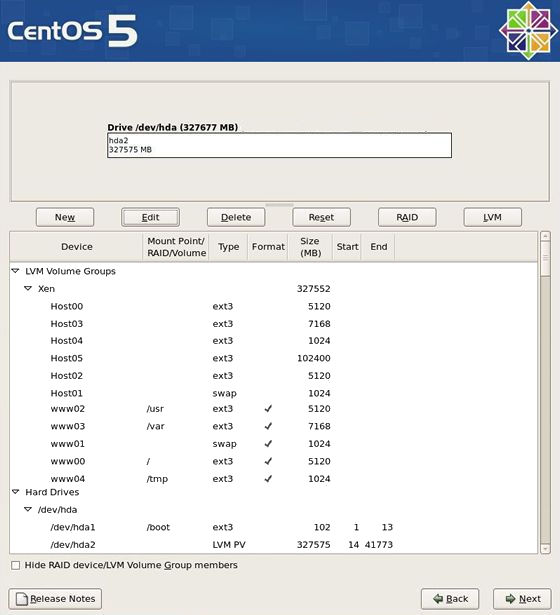 CentOS 5
Drive /dev/hda (327677 MB)
hda2
327575 MB
New Edit Delete Reset RAID LVM
Device Mount Point/ RAID/Volume Type Format Size (MB) Start End
LVM Volume Groups
Xen 327552
Host00 ext3 5120
Host03 ext3 7168
Host04 ext3 1024
Host05 ext3 102400
Host02 ext3 5120
Host01 swap 1024
www02 /usr ext3 ✓ 5120
www03 /var ext3 ✓ 7168
www01 swap ✓ 1024
www00 / ext3 ✓ 5120
www04 /tmp ext3 ✓ 1024
Hard Drives
/dev/hda
/dev/hda1 /boot ext3 102 1 13
/dev/hda2 LVM PV 327575 14 41773
Hide RAID device/LVM Volume Group members
Release Notes Back Next